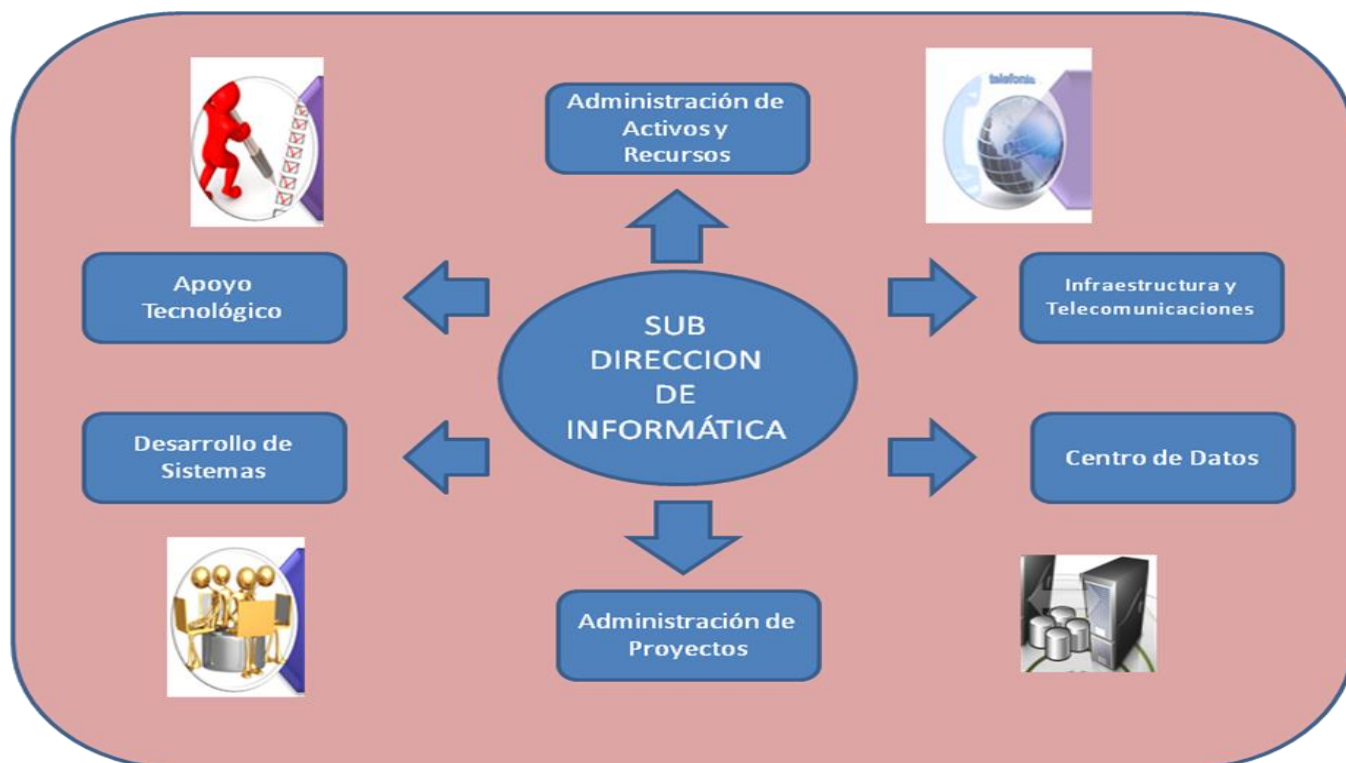 telefonía
Administración de
Activos y
Recursos
Apoyo
Tecnológico
Infraestructura y
Telecomunicaciones
SUB
DIRECCION
DE
INFORMÁTICA
Desarrollo de
Sistemas
Centro de Datos
Administración de
Proyectos